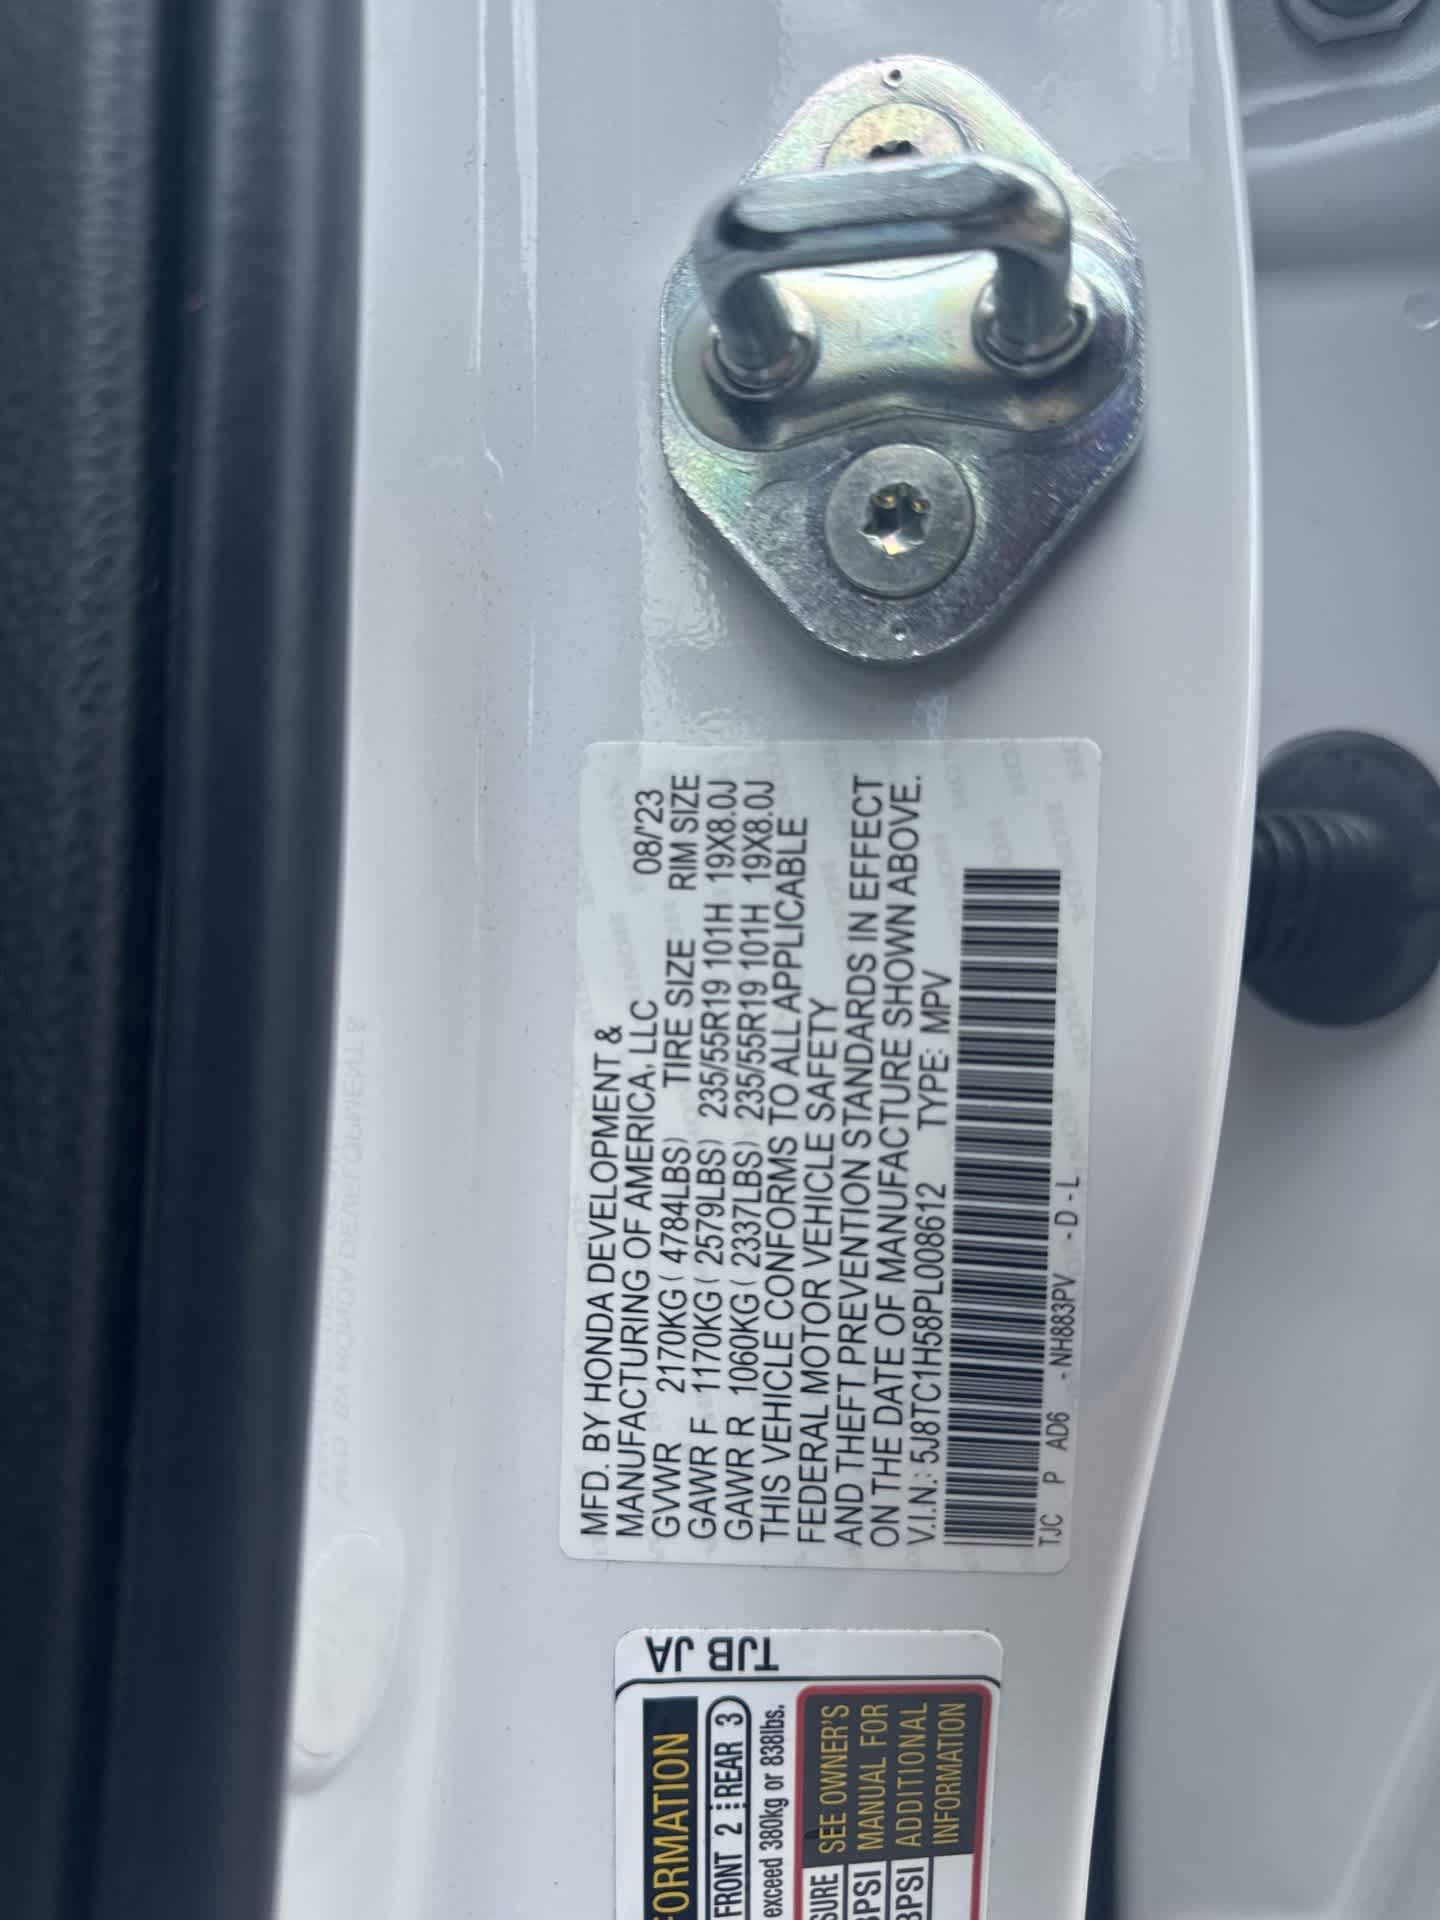 MFD. BY HONDA DEVELOPMENT &
MANUFACTURING OF AMERICA, LLC 08/'23
GVWR 2170KG ( 4784LBS) TIRE SIZE RIM SIZE
GAWR F 1170KG ( 2579LBS) 235/55R19 101H 19X8.0J
GAWR R 1060KG ( 2337LBS) 235/55R19 101H 19X8.0J
THIS VEHICLE CONFORMS TO ALL APPLICABLE
FEDERAL MOTOR VEHICLE SAFETY
AND THEFT PREVENTION STANDARDS IN EFFECT
ON THE DATE OF MANUFACTURE SHOWN ABOVE.
V.I.N.: 5J8TC1H58PL008612 TYPE: MPV
TJC P AD6 - NH883PV - D - L
TJB JA
FORMATION
FRONT 2 REAR 3
exceed 380kg or 838lbs.
SURE
PSI
PSI
SEE OWNER'S
MANUAL FOR
ADDITIONAL
INFORMATION